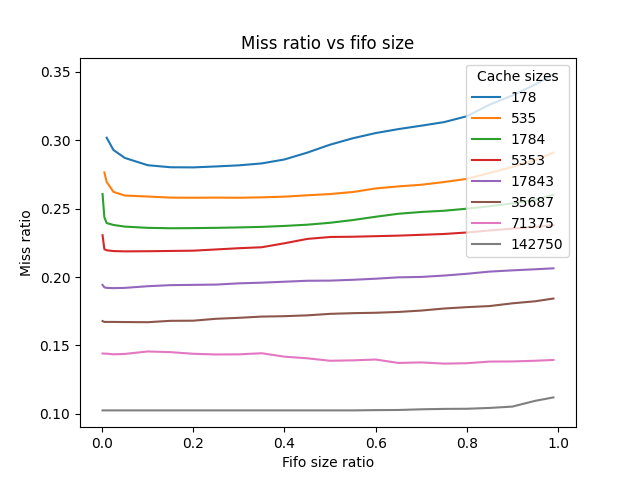 Miss ratio vs fifo size
Miss ratio
0.35
0.30
0.25
0.20
0.15
0.10
Cache sizes
178
535
1784
5353
17843
35687
71375
142750
0.0 0.2 0.4 0.6 0.8 1.0
Fifo size ratio